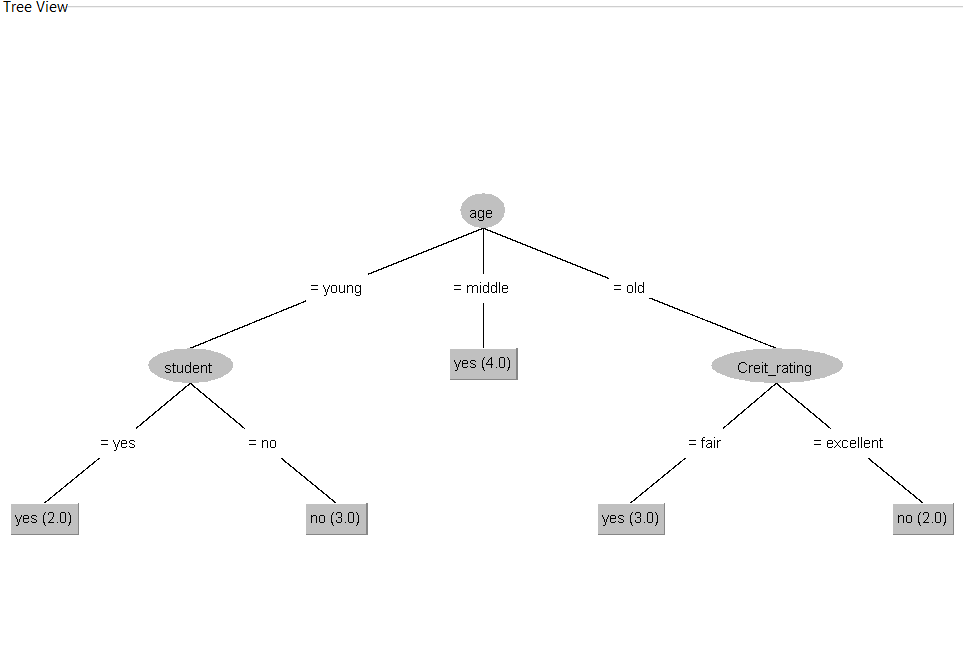 Tree View
age
= young
= middle
= old
student
yes (4.0)
Creit_rating
= yes
= no
= fair
= excellent
yes (2.0)
no (3.0)
yes (3.0)
no (2.0)